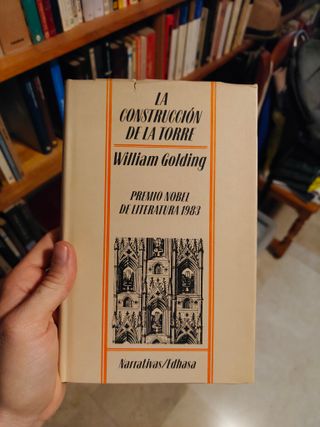 LA
CONSTRUCCIÓN
DE LA TORRE
William Golding
PREMIO NOBEL
DE LITERATURA 1983
Narrativas/Edhasa